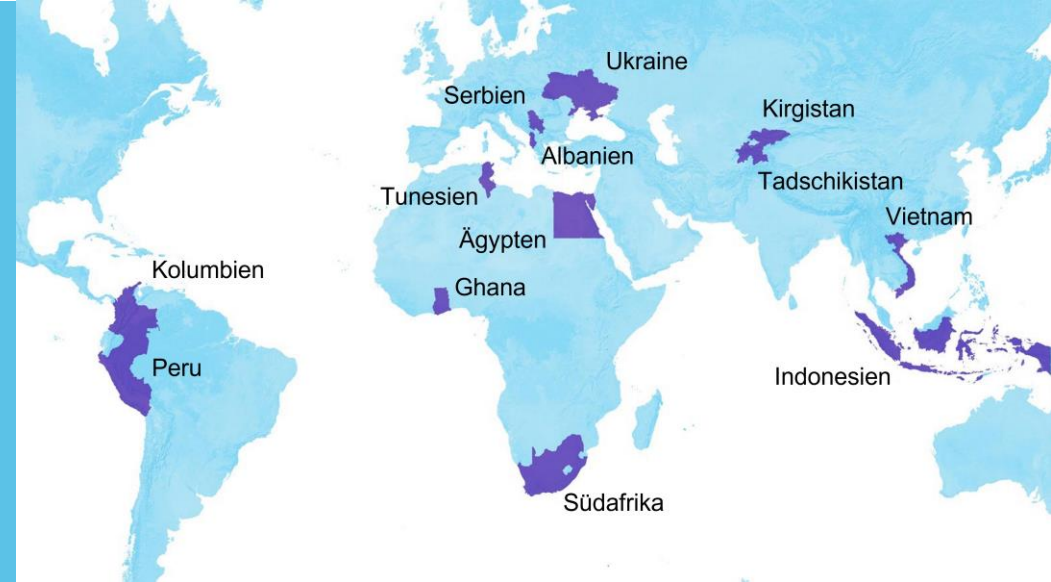 Ukraine
Serbien
Kirgistan
Albanien
Tadschikistan
Tunesien
Vietnam
Ägypten
Kolumbien
Ghana
Peru
Indonesien
Südafrika